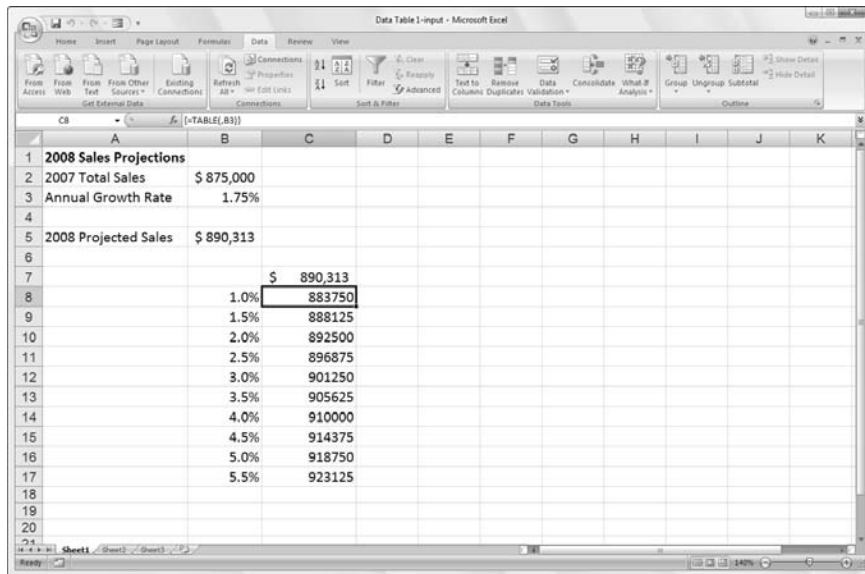 Data Table 1-input - Microsoft Excel
Home Insert Page Layout Formulas Data Review View
From Access
From Web
From Text
From Other Sources
Existing Connections
Get External Data
Refresh All
Connections
Properties
Edit Links
Connections
Sort
Filter
Clear
Reapply
Advanced
Sort & Filter
Text to Columns
Remove Duplicates
Data Validation
Consolidate
What-If Analysis
Data Tools
Group
Ungroup
Subtotal
Show Detail
Hide Detail
Outline
C8 fx {=TABLE(,B3)}
A B C D E F G H I J K
1 2008 Sales Projections
2 2007 Total Sales $ 875,000
3 Annual Growth Rate 1.75%
4
5 2008 Projected Sales $ 890,313
6
7 $ 890,313
8 1.0% 883750
9 1.5% 888125
10 2.0% 892500
11 2.5% 896875
12 3.0% 901250
13 3.5% 905625
14 4.0% 910000
15 4.5% 914375
16 5.0% 918750
17 5.5% 923125
18
19
20
21
Sheet1 Sheet2 Sheet3
Ready 140%